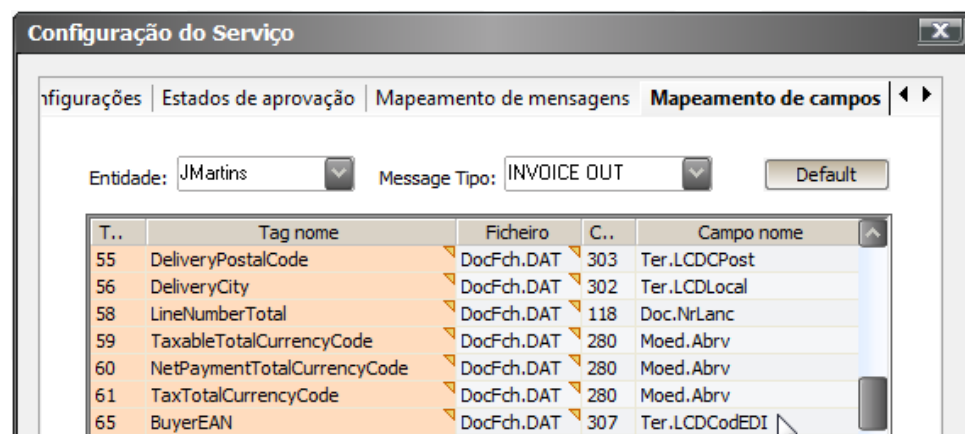 Configuração do Serviço
nfigurações | Estados de aprovação | Mapeamento de mensagens Mapeamento de campos
Entidade: JMartins Message Tipo: INVOICE OUT Default
T.. Tag nome Ficheiro C.. Campo nome
55 DeliveryPostalCode DocFch.DAT 303 Ter.LCDCPost
56 DeliveryCity DocFch.DAT 302 Ter.LCDLocal
58 LineNumberTotal DocFch.DAT 118 Doc.NrLanc
59 TaxableTotalCurrencyCode DocFch.DAT 280 Moed.Abrv
60 NetPaymentTotalCurrencyCode DocFch.DAT 280 Moed.Abrv
61 TaxTotalCurrencyCode DocFch.DAT 280 Moed.Abrv
65 BuyerEAN DocFch.DAT 307 Ter.LCDCodEDI